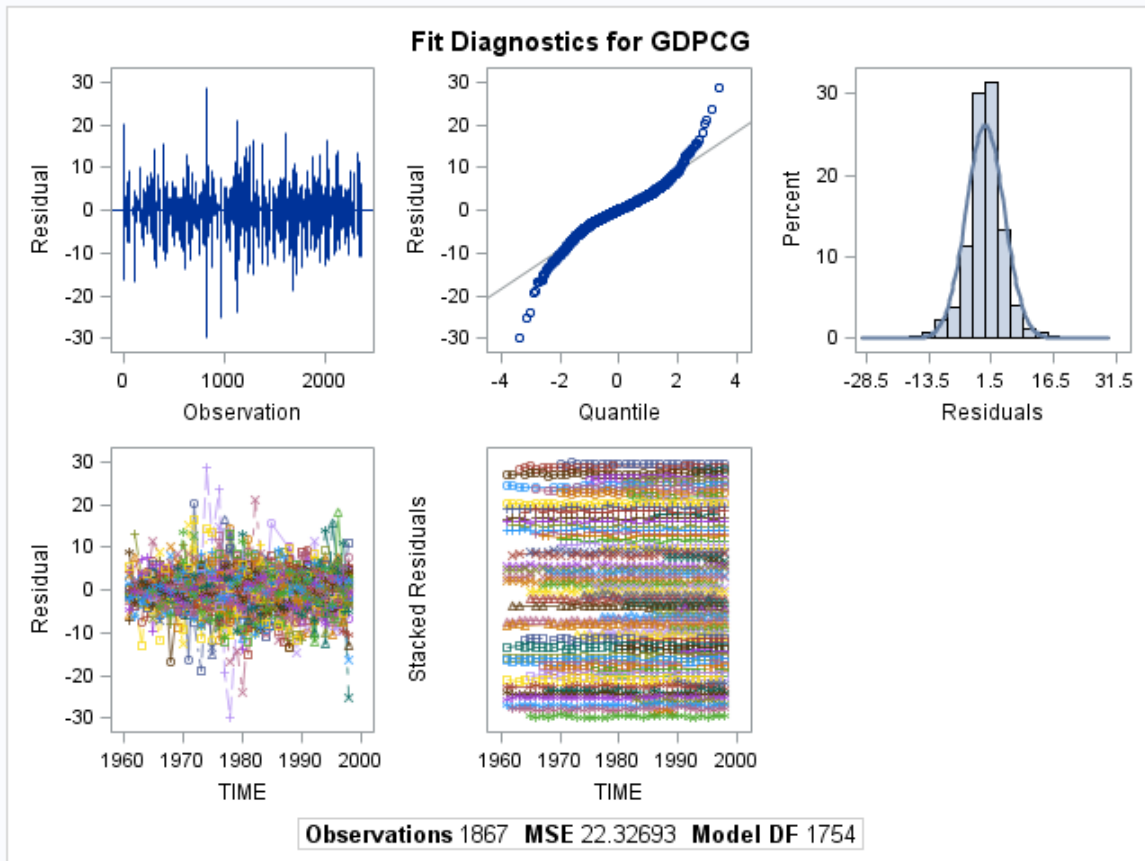 Fit Diagnostics for GDPCG
30
20
10
0
-10
-20
-30
Residual
0 1000 2000
Observation
30
20
10
0
-10
-20
-30
Residual
-4 -2 0 2 4
Quantile
30
20
10
0
Percent
-28.5 -13.5 1.5 16.5 31.5
Residuals
30
20
10
0
-10
-20
-30
Residual
1960 1970 1980 1990 2000
TIME
Stacked Residuals
1960 1970 1980 1990 2000
TIME
Observations 1867 MSE 22.32693 Model DF 1754